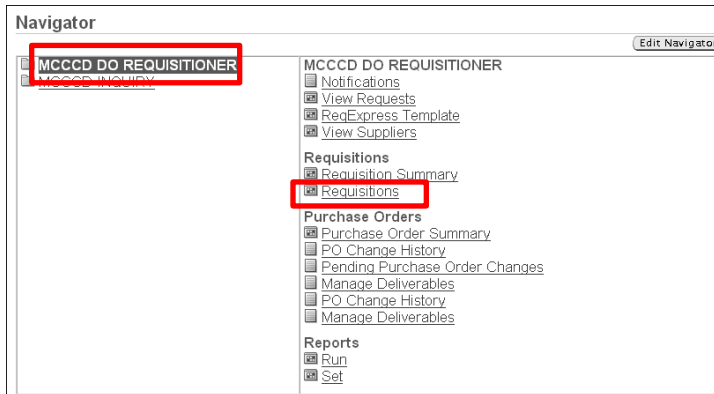 Navigator
Edit Navigator
MCCCD DO REQUISITIONER
MCCCD INQUIRY
MCCCD DO REQUISITIONER
Notifications
View Requests
ReqExpress Template
View Suppliers
Requisitions
Requisition Summary
Requisitions
Purchase Orders
Purchase Order Summary
PO Change History
Pending Purchase Order Changes
Manage Deliverables
PO Change History
Manage Deliverables
Reports
Run
Set